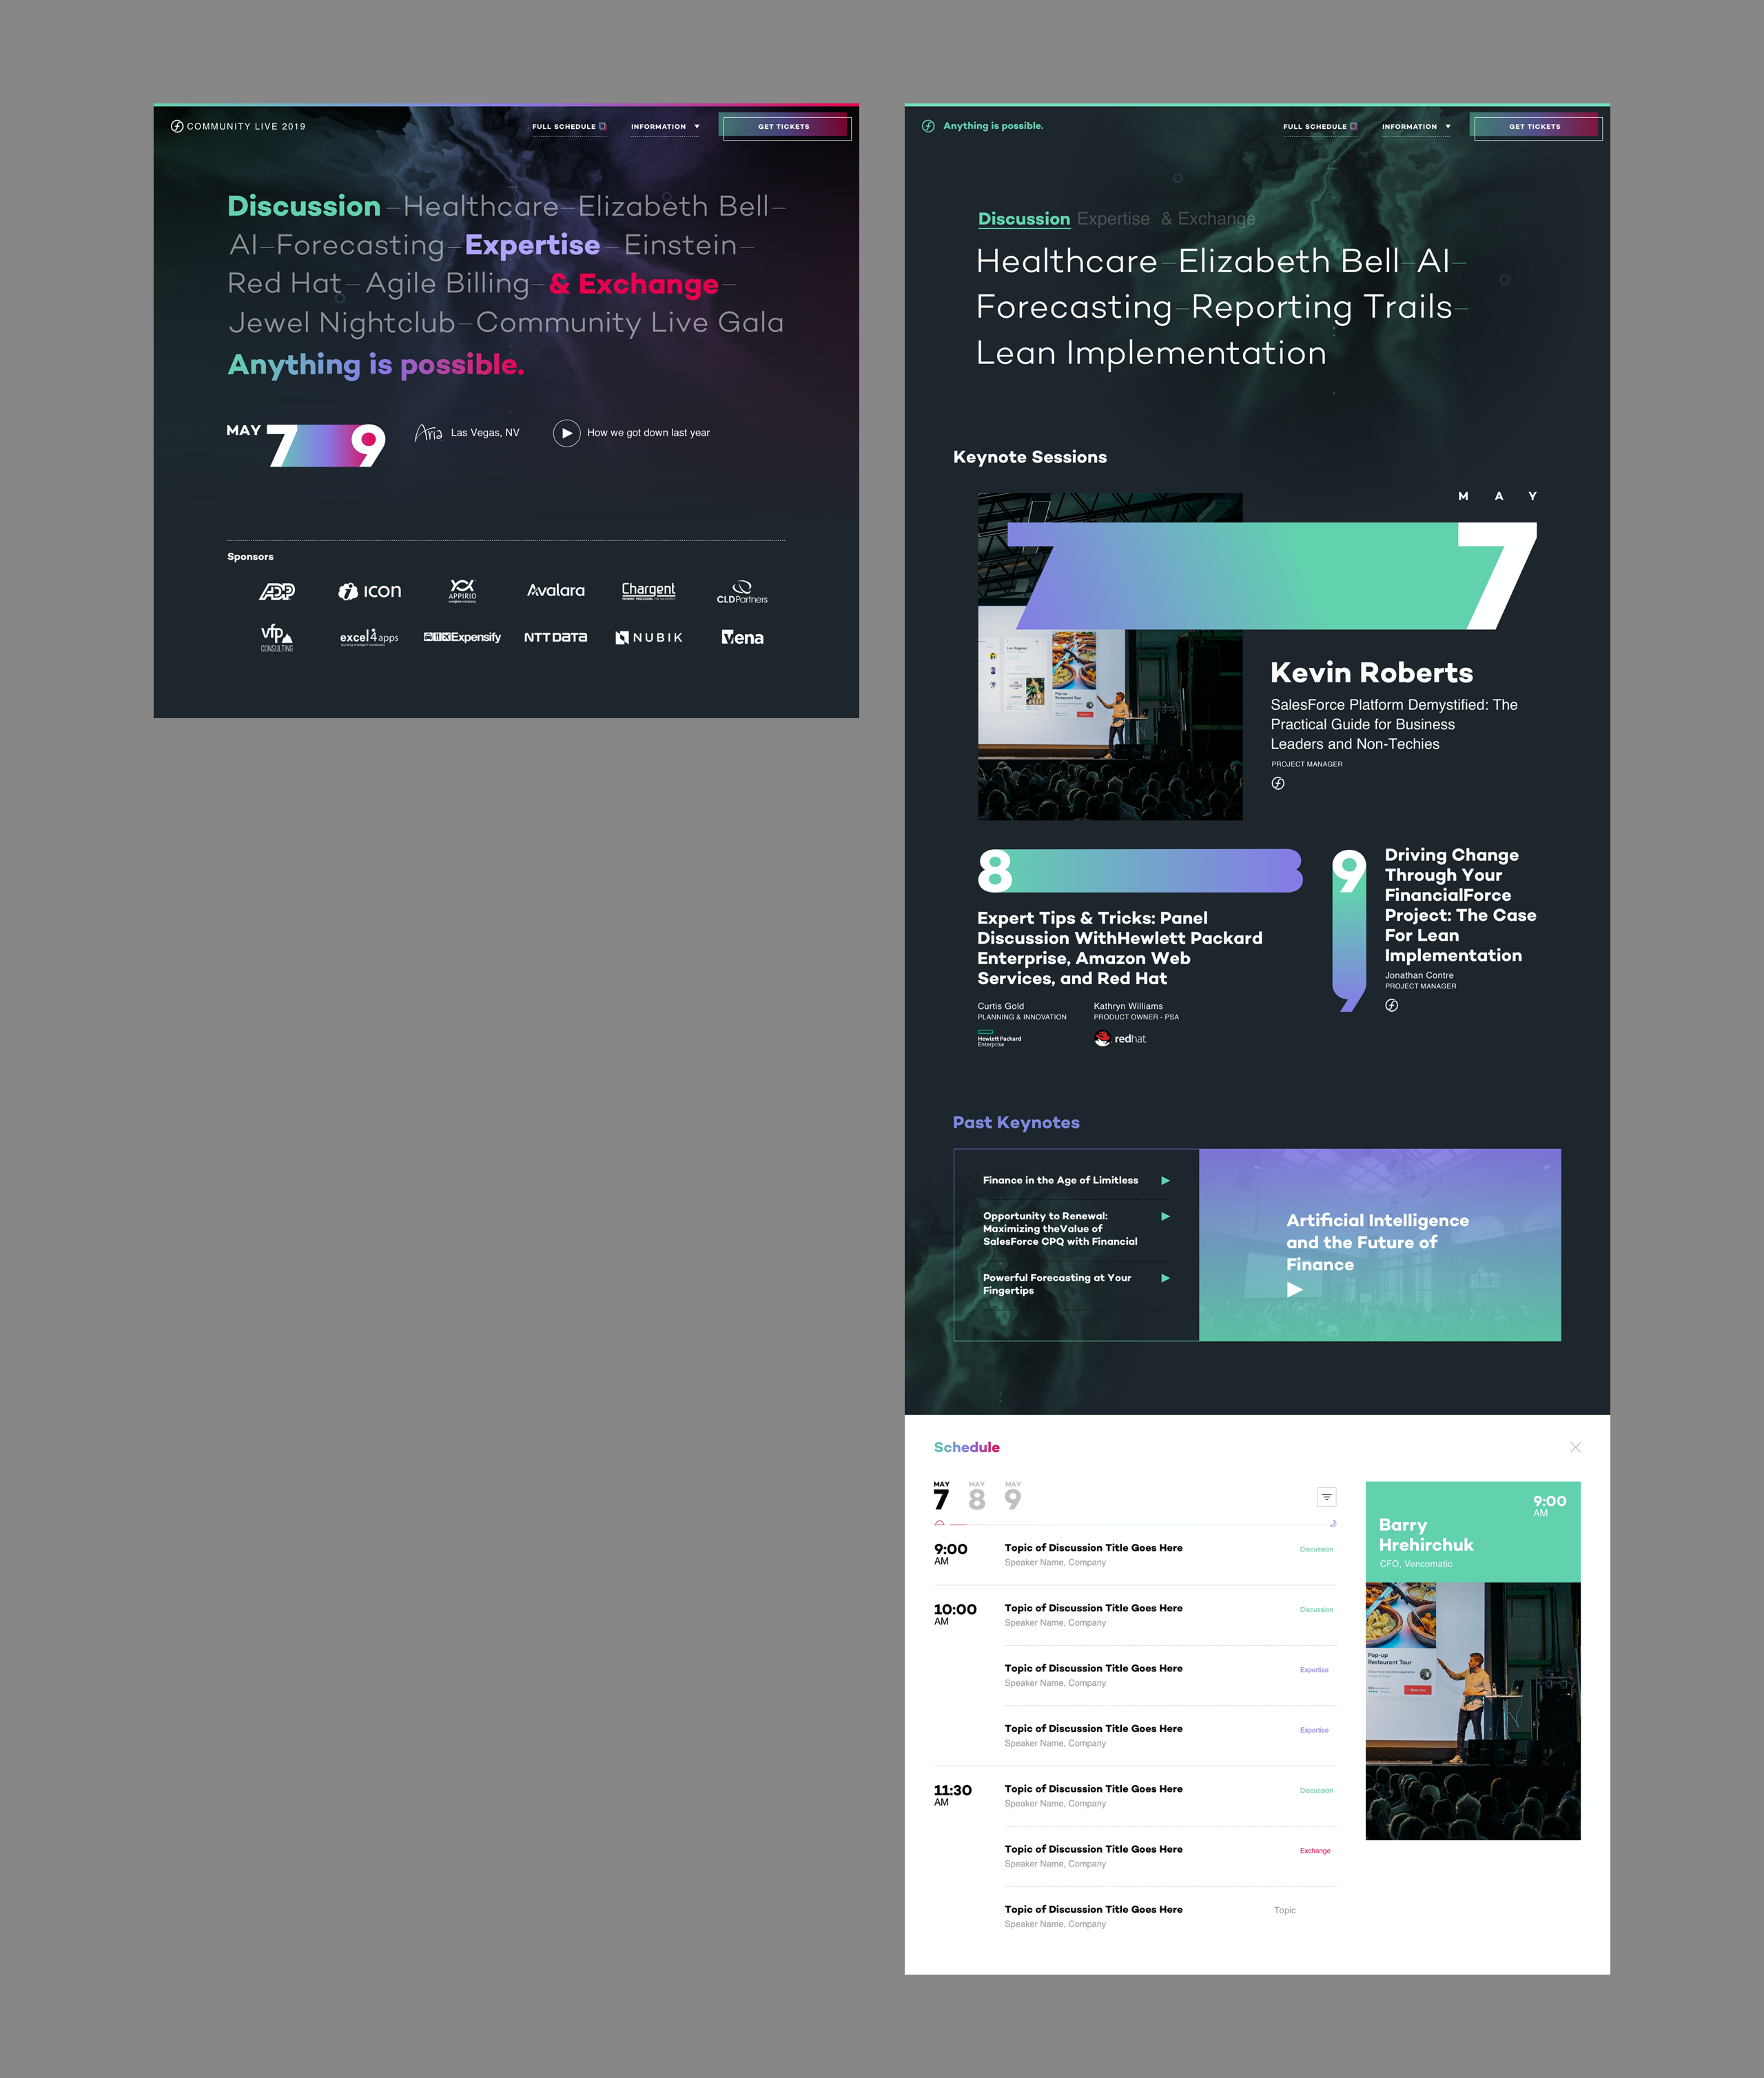 COMMUNITY LIVE 2019
FULL SCHEDULE
INFORMATION
GET TICKETS
Discussion – Healthcare – Elizabeth Bell –
AI – Forecasting – Expertise – Einstein –
Red Hat – Agile Billing – & Exchange –
Jewel Nightclub – Community Live Gala
Anything is possible.
MAY 7 9
Aria Las Vegas, NV
How we got down last year
Sponsors
ADP
ICON
APPIRIO
Avalara
Chargent
CLDPartners
vfp CONSULTING
excel4apps
Expensify
NTT DATA
NUBIK
Vena
Anything is possible.
FULL SCHEDULE
INFORMATION
GET TICKETS
Discussion Expertise & Exchange
Healthcare – Elizabeth Bell – AI –
Forecasting – Reporting Trails –
Lean Implementation
Keynote Sessions
MAY
7
Kevin Roberts
SalesForce Platform Demystified: The
Practical Guide for Business
Leaders and Non-Techies
PROJECT MANAGER
Los Angeles
Pop-up
Restaurant Tour
8
Expert Tips & Tricks: Panel
Discussion WithHewlett Packard
Enterprise, Amazon Web
Services, and Red Hat
Curtis Gold
PLANNING & INNOVATION
Hewlett Packard
Enterprise
Kathryn Williams
PRODUCT OWNER - PSA
redhat
9
Driving Change
Through Your
FinancialForce
Project: The Case
For Lean
Implementation
Jonathan Contre
PROJECT MANAGER
Past Keynotes
Finance in the Age of Limitless
Opportunity to Renewal:
Maximizing theValue of
SalesForce CPQ with Financial
Powerful Forecasting at Your
Fingertips
Artificial Intelligence
and the Future of
Finance
Schedule
MAY MAY MAY
7 8 9
9:00
AM
Topic of Discussion Title Goes Here
Speaker Name, Company
Discussion
10:00
AM
Topic of Discussion Title Goes Here
Speaker Name, Company
Discussion
Topic of Discussion Title Goes Here
Speaker Name, Company
Expertise
Topic of Discussion Title Goes Here
Speaker Name, Company
Expertise
11:30
AM
Topic of Discussion Title Goes Here
Speaker Name, Company
Discussion
Topic of Discussion Title Goes Here
Speaker Name, Company
Exchange
Topic of Discussion Title Goes Here
Speaker Name, Company
Topic
9:00
AM
Barry
Hrehirchuk
CFO, Vencomatic
Pop-up
Restaurant Tour